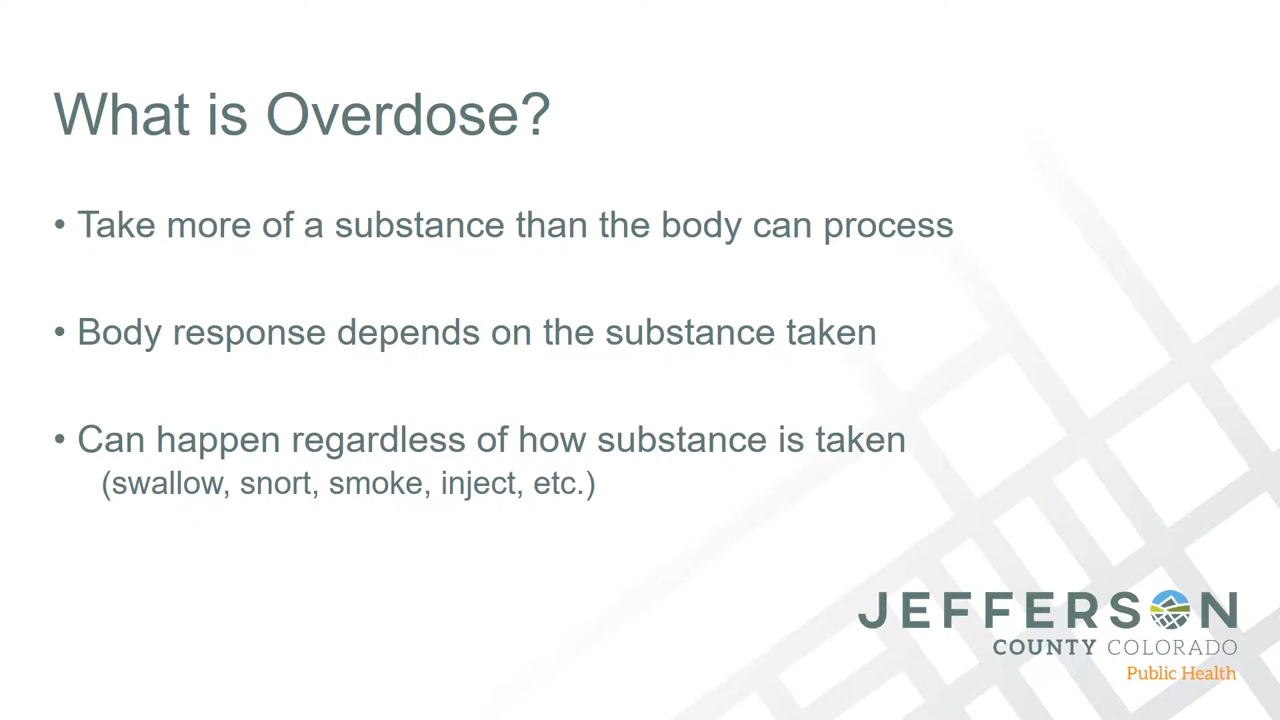 What is Overdose?
• Take more of a substance than the body can process
• Body response depends on the substance taken
• Can happen regardless of how substance is taken
(swallow, snort, smoke, inject, etc.)
JEFFERSON
COUNTY COLORADO
Public Health